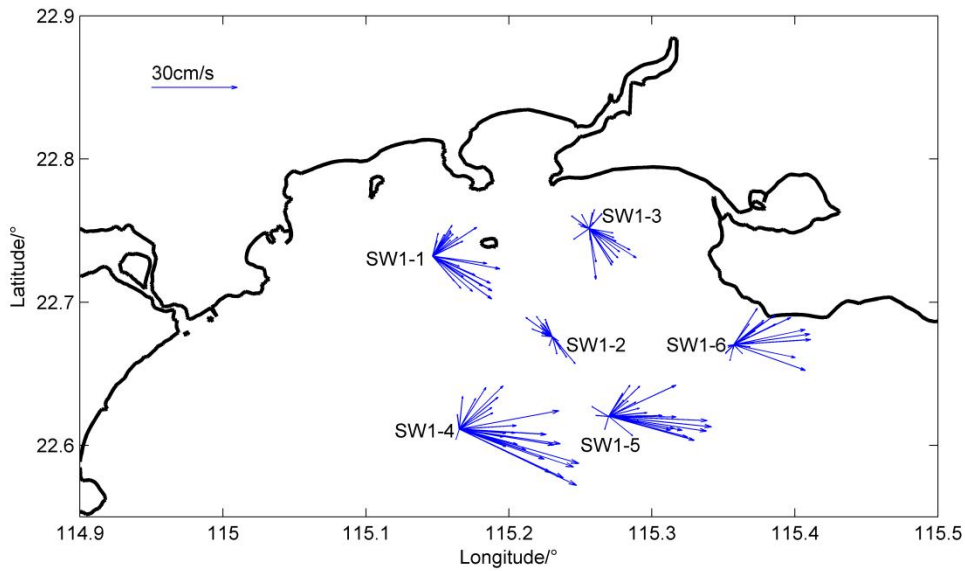 22.9
30cm/s
22.8
SW1-3
SW1-1
Latitude/°
22.7
SW1-2
SW1-6
SW1-4
SW1-5
22.6
114.9
115
115.1
115.2
115.3
115.4
115.5
Longitude/°